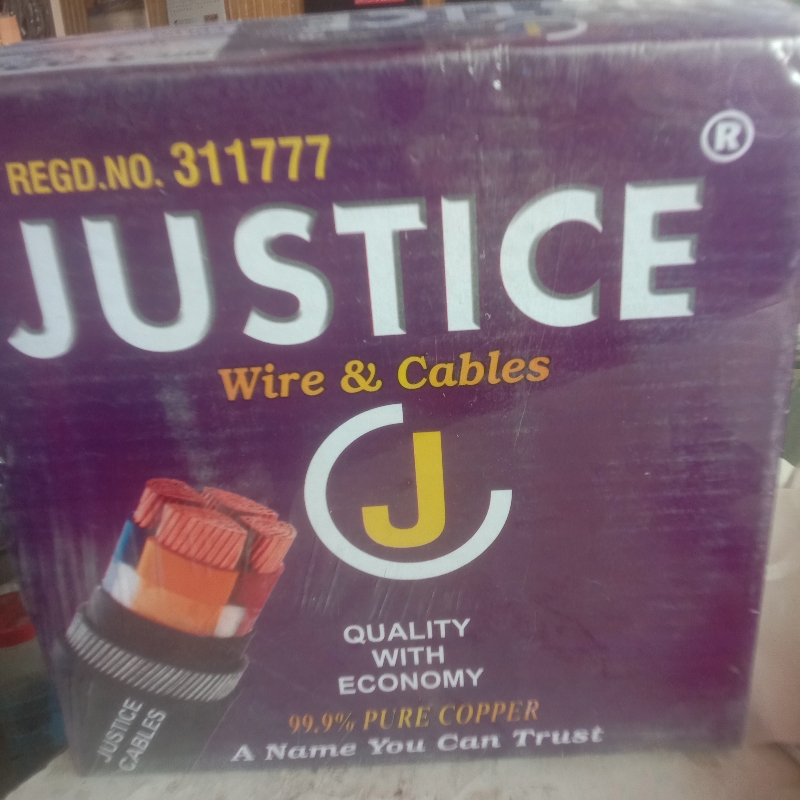 REGD.NO. 311777
®
JUSTICE
Wire & Cables
J
QUALITY
WITH
ECONOMY
99.9% PURE COPPER
A Name You Can Trust
JUSTICE
CABLES